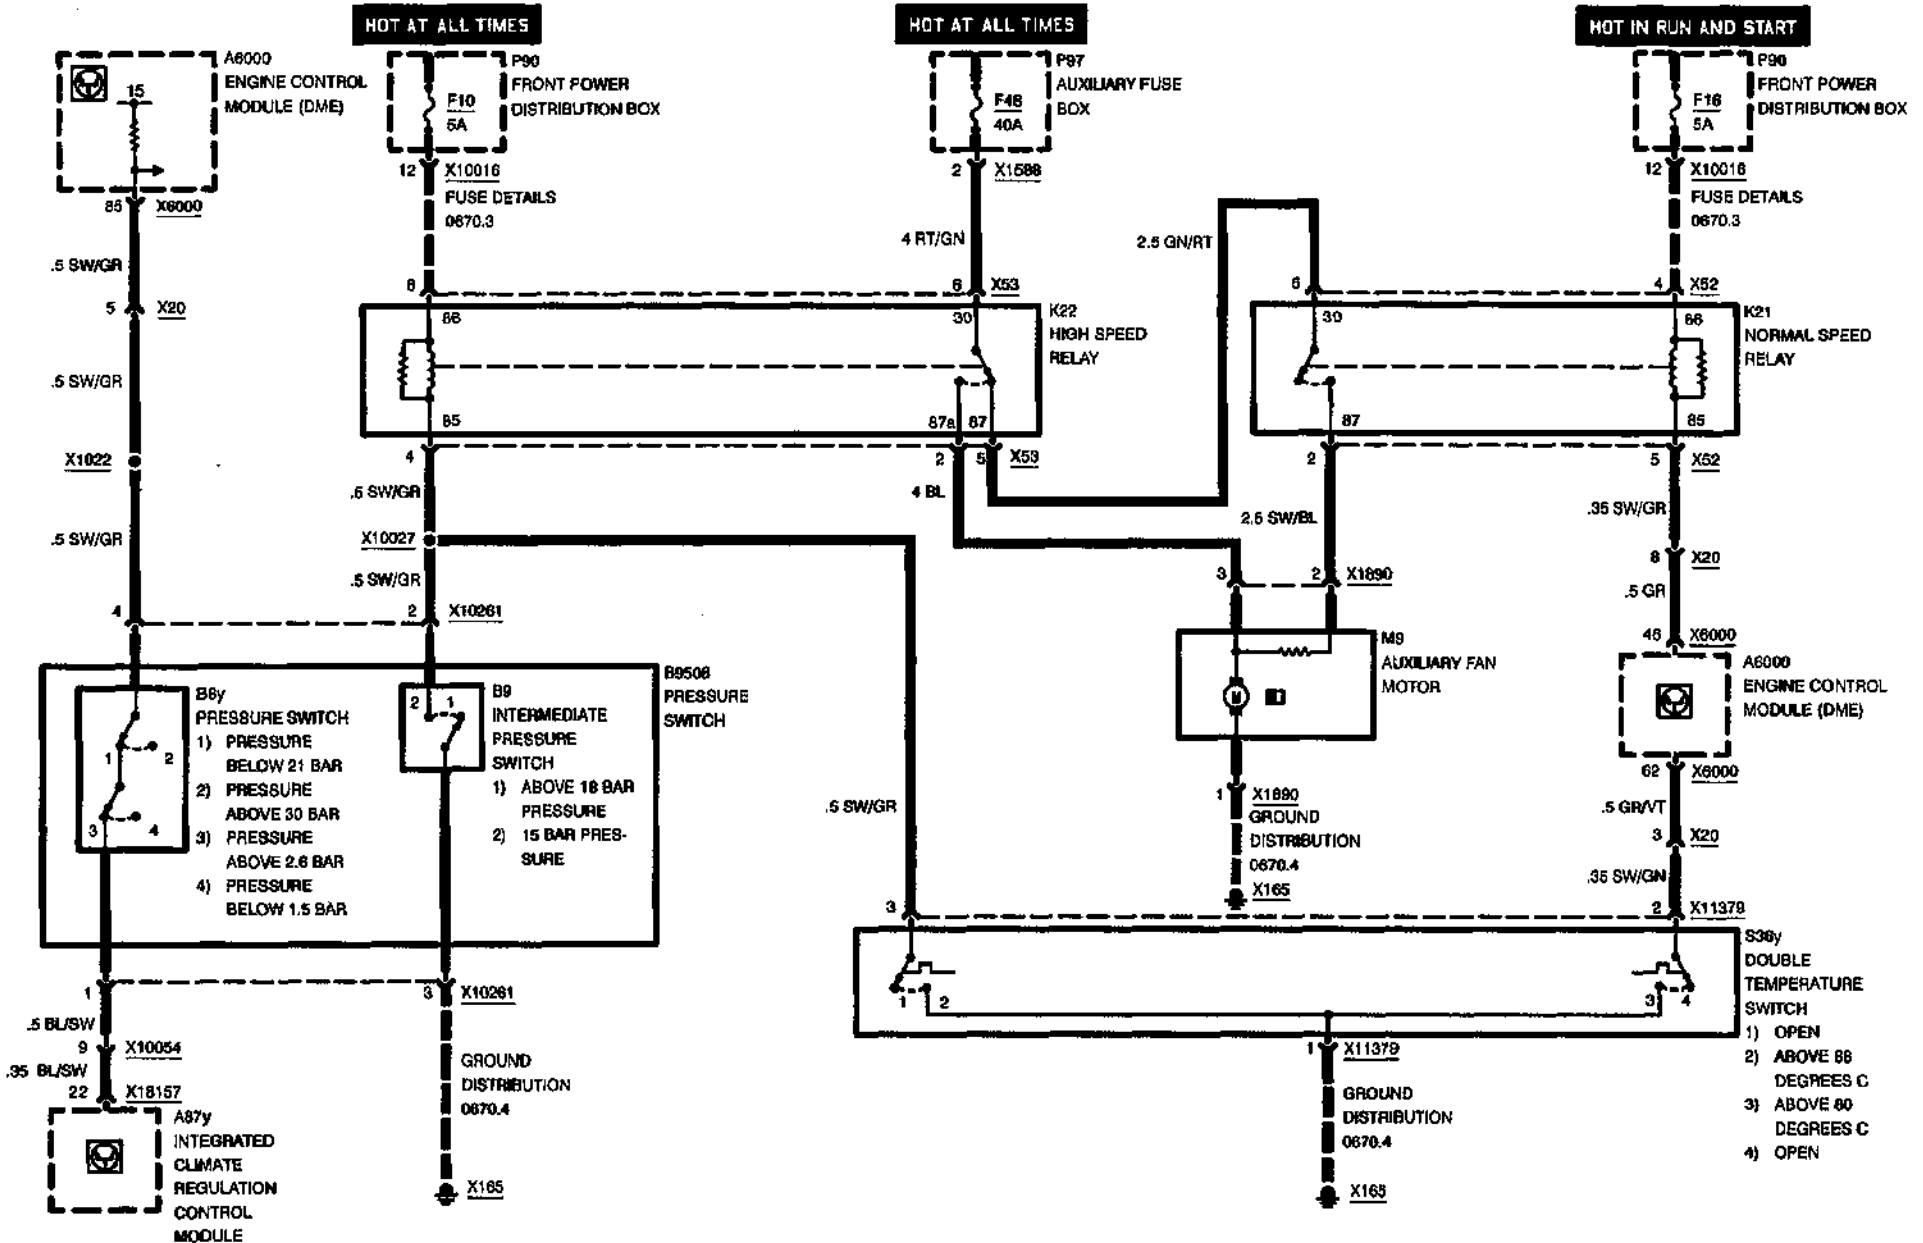 HOT AT ALL TIMES
HOT AT ALL TIMES
HOT IN RUN AND START
A6000
ENGINE CONTROL
MODULE (DME)
15
85
X6000
.5 SW/GR
5
X20
.5 SW/GR
X1022
.5 SW/GR
4
P90
FRONT POWER
DISTRIBUTION BOX
F10
5A
12
X10016
FUSE DETAILS
0670.3
8
P97
AUXILIARY FUSE
BOX
F48
40A
2
X1588
4 RT/GN
6
X53
P90
FRONT POWER
DISTRIBUTION BOX
F16
5A
12
X10016
FUSE DETAILS
0670.3
2.5 GN/RT
6
4
X52
86
30
K22
HIGH SPEED
RELAY
85
87a
87
4
2
5
X53
30
86
K21
NORMAL SPEED
RELAY
87
85
2
5
X52
.5 SW/GR
X10027
.5 SW/GR
2
X10261
4 BL
2.5 SW/BL
3
2
X1890
.35 SW/GR
8
X20
.5 GR
46
X6000
A6000
ENGINE CONTROL
MODULE (DME)
62
X6000
.5 GR/VT
3
X20
.35 SW/GN
2
X11379
M9
AUXILIARY FAN
MOTOR
M
1
X1890
GROUND
DISTRIBUTION
0670.4
X165
B9508
PRESSURE
SWITCH
B8y
PRESSURE SWITCH
1) PRESSURE
BELOW 21 BAR
2) PRESSURE
ABOVE 30 BAR
3) PRESSURE
ABOVE 2.6 BAR
4) PRESSURE
BELOW 1.5 BAR
1
2
3
4
2
1
B9
INTERMEDIATE
PRESSURE
SWITCH
1) ABOVE 18 BAR
PRESSURE
2) 15 BAR PRES-
SURE
.5 SW/GR
3
1
3
X10261
.5 BL/SW
9
X10054
.35 BL/SW
22
X18157
A87y
INTEGRATED
CLIMATE
REGULATION
CONTROL
MODULE
GROUND
DISTRIBUTION
0670.4
X165
1
2
3
4
S36y
DOUBLE
TEMPERATURE
SWITCH
1) OPEN
2) ABOVE 88
DEGREES C
3) ABOVE 80
DEGREES C
4) OPEN
1
X11379
GROUND
DISTRIBUTION
0670.4
X165